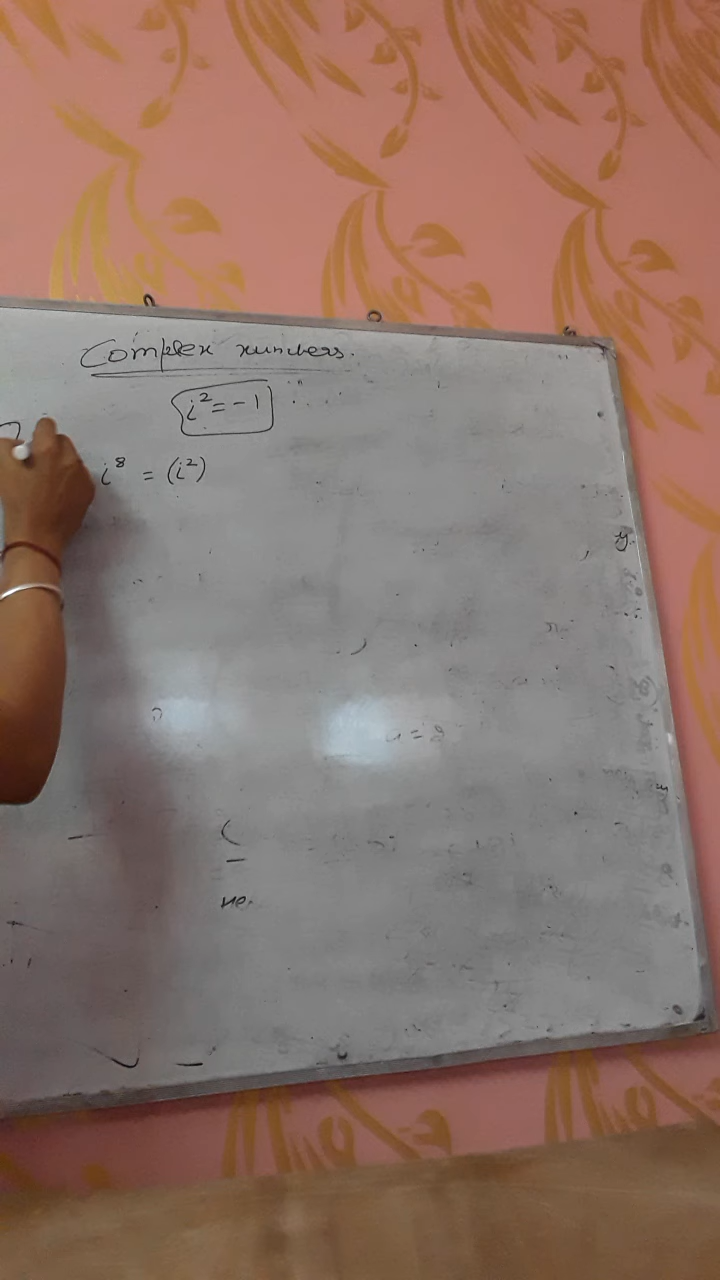 Complex numbers.
i² = -1
i⁸ = (i²)